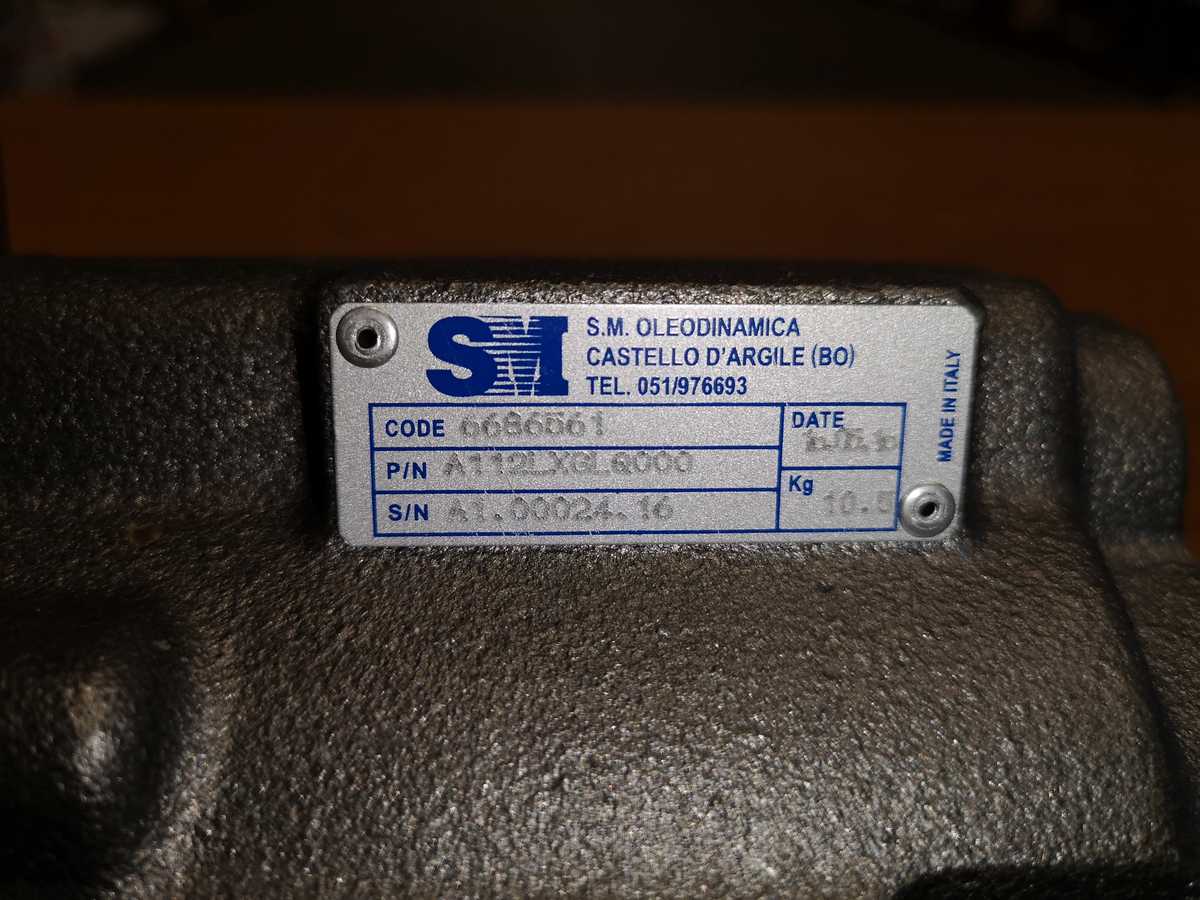 SM
S.M. OLEODINAMICA
CASTELLO D'ARGILE (BO)
TEL. 051/976693
MADE IN ITALY
CODE 6686561
P/N A112LXGLQ000
S/N A1.00024.16
DATE
Kg 10.5